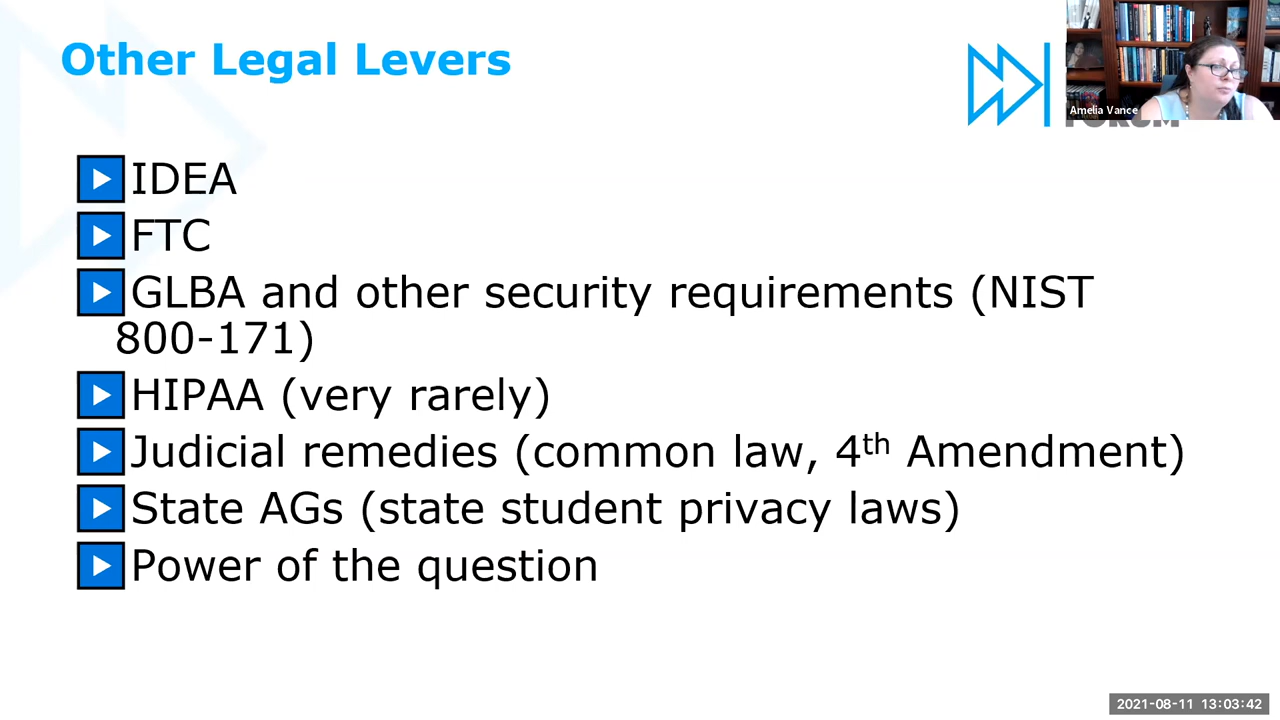 Other Legal Levers
Amelia Vance
FORUM
IDEA
FTC
GLBA and other security requirements (NIST
800-171)
HIPAA (very rarely)
Judicial remedies (common law, 4th Amendment)
State AGs (state student privacy laws)
Power of the question
2021-08-11 13:03:42